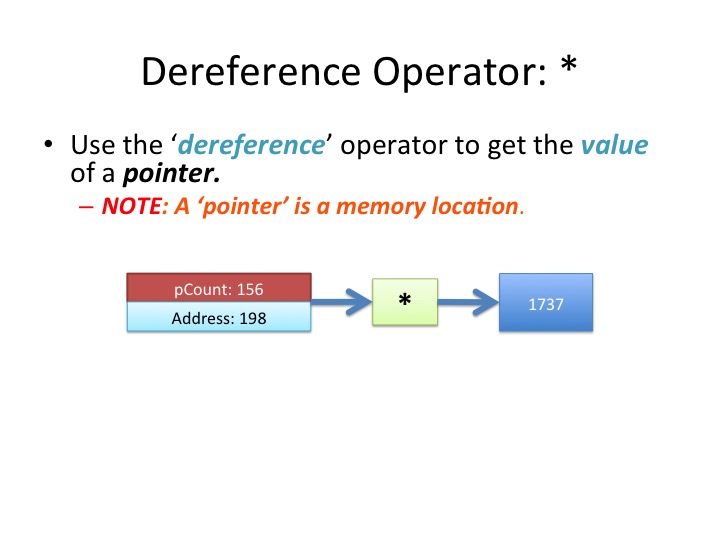 Dereference Operator: *
• Use the ‘dereference’ operator to get the value
of a pointer.
– NOTE: A ‘pointer’ is a memory location.
pCount: 156
Address: 198
*
1737